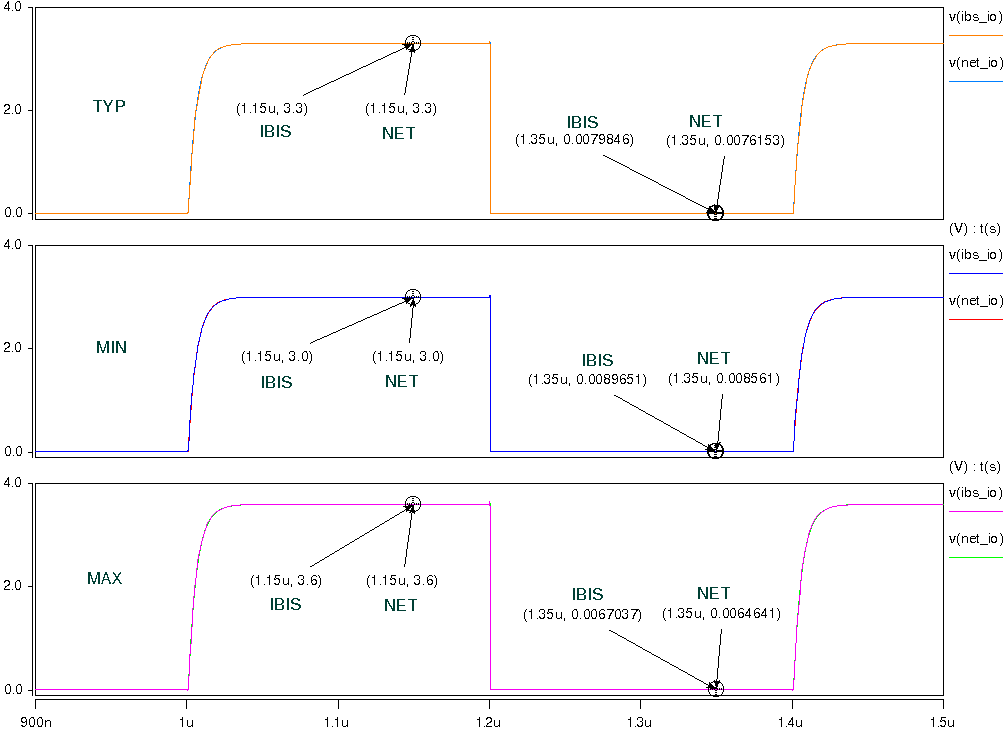 4.0
v(ibs_io)
v(net_io)
TYP
(1.15u, 3.3) (1.15u, 3.3)
IBIS NET
2.0
IBIS NET
(1.35u, 0.0079846) (1.35u, 0.0076153)
0.0
(V) : t(s)
4.0
v(ibs_io)
v(net_io)
MIN
2.0
(1.15u, 3.0) (1.15u, 3.0)
IBIS NET
IBIS NET
(1.35u, 0.0089651) (1.35u, 0.008561)
0.0
(V) : t(s)
4.0
v(ibs_io)
v(net_io)
MAX
(1.15u, 3.6) (1.15u, 3.6)
IBIS NET
2.0
IBIS NET
(1.35u, 0.0067037) (1.35u, 0.0064641)
0.0
900n 1u 1.1u 1.2u 1.3u 1.4u 1.5u